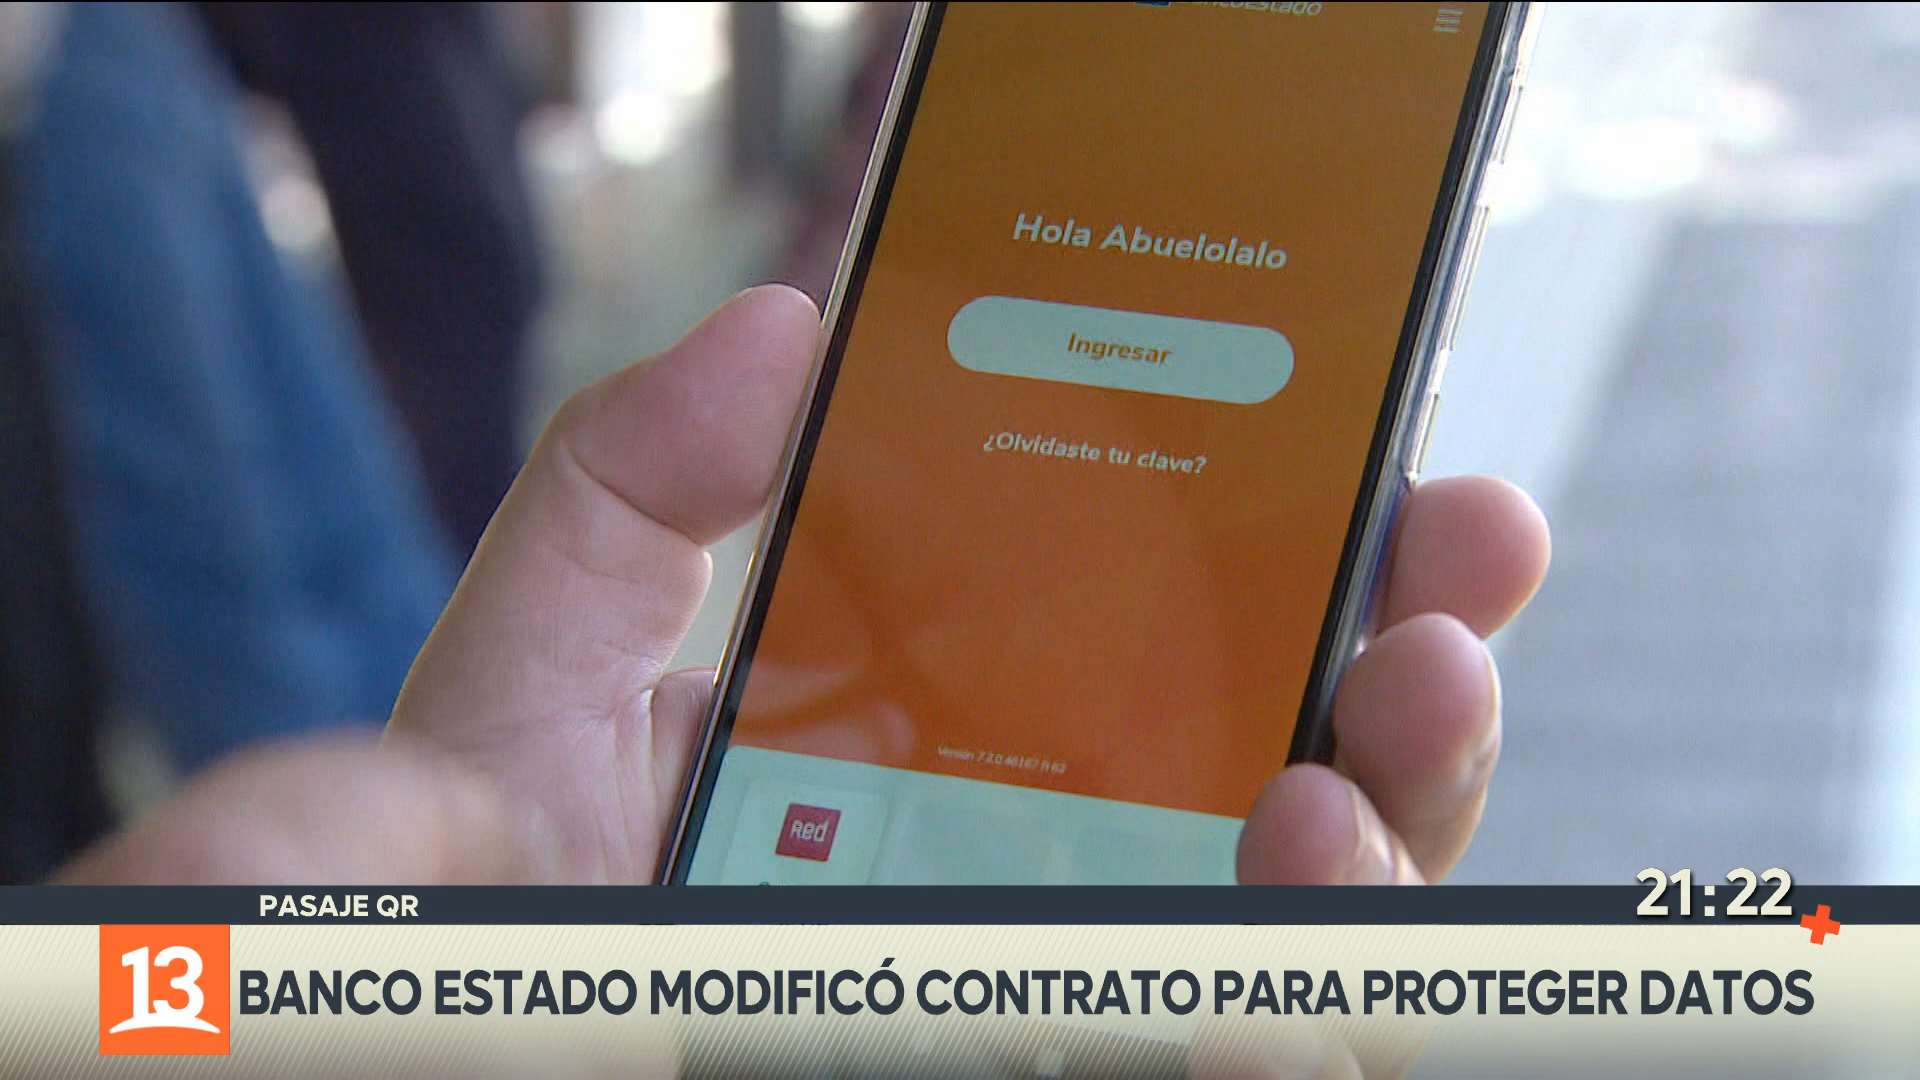 Hola Abuelolalo
Ingresar
¿Olvidaste tu clave?
Red
PASAJE QR
21:22
13
BANCO ESTADO MODIFICÓ CONTRATO PARA PROTEGER DATOS